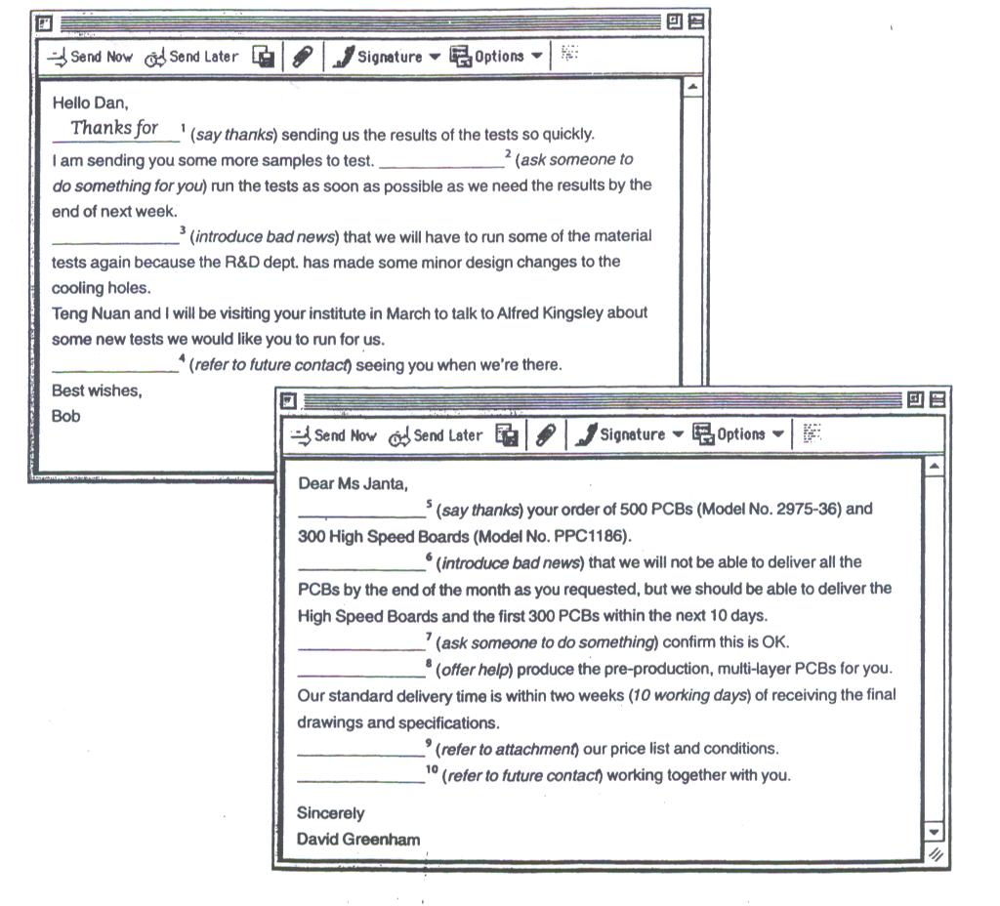 Send Now Send Later Signature Options
Hello Dan,
Thanks for 1 (say thanks) sending us the results of the tests so quickly.
I am sending you some more samples to test. ____________ 2 (ask someone to
do something for you) run the tests as soon as possible as we need the results by the
end of next week.
____________ 3 (introduce bad news) that we will have to run some of the material
tests again because the R&D dept. has made some minor design changes to the
cooling holes.
Teng Nuan and I will be visiting your institute in March to talk to Alfred Kingsley about
some new tests we would like you to run for us.
____________ 4 (refer to future contact) seeing you when we're there.
Best wishes,
Bob
Send Now Send Later Signature Options
Dear Ms Janta,
____________ 5 (say thanks) your order of 500 PCBs (Model No. 2975-36) and
300 High Speed Boards (Model No. PPC1186).
____________ 6 (introduce bad news) that we will not be able to deliver all the
PCBs by the end of the month as you requested, but we should be able to deliver the
High Speed Boards and the first 300 PCBs within the next 10 days.
____________ 7 (ask someone to do something) confirm this is OK.
____________ 8 (offer help) produce the pre-production, multi-layer PCBs for you.
Our standard delivery time is within two weeks (10 working days) of receiving the final
drawings and specifications.
____________ 9 (refer to attachment) our price list and conditions.
____________ 10 (refer to future contact) working together with you.
Sincerely
David Greenham